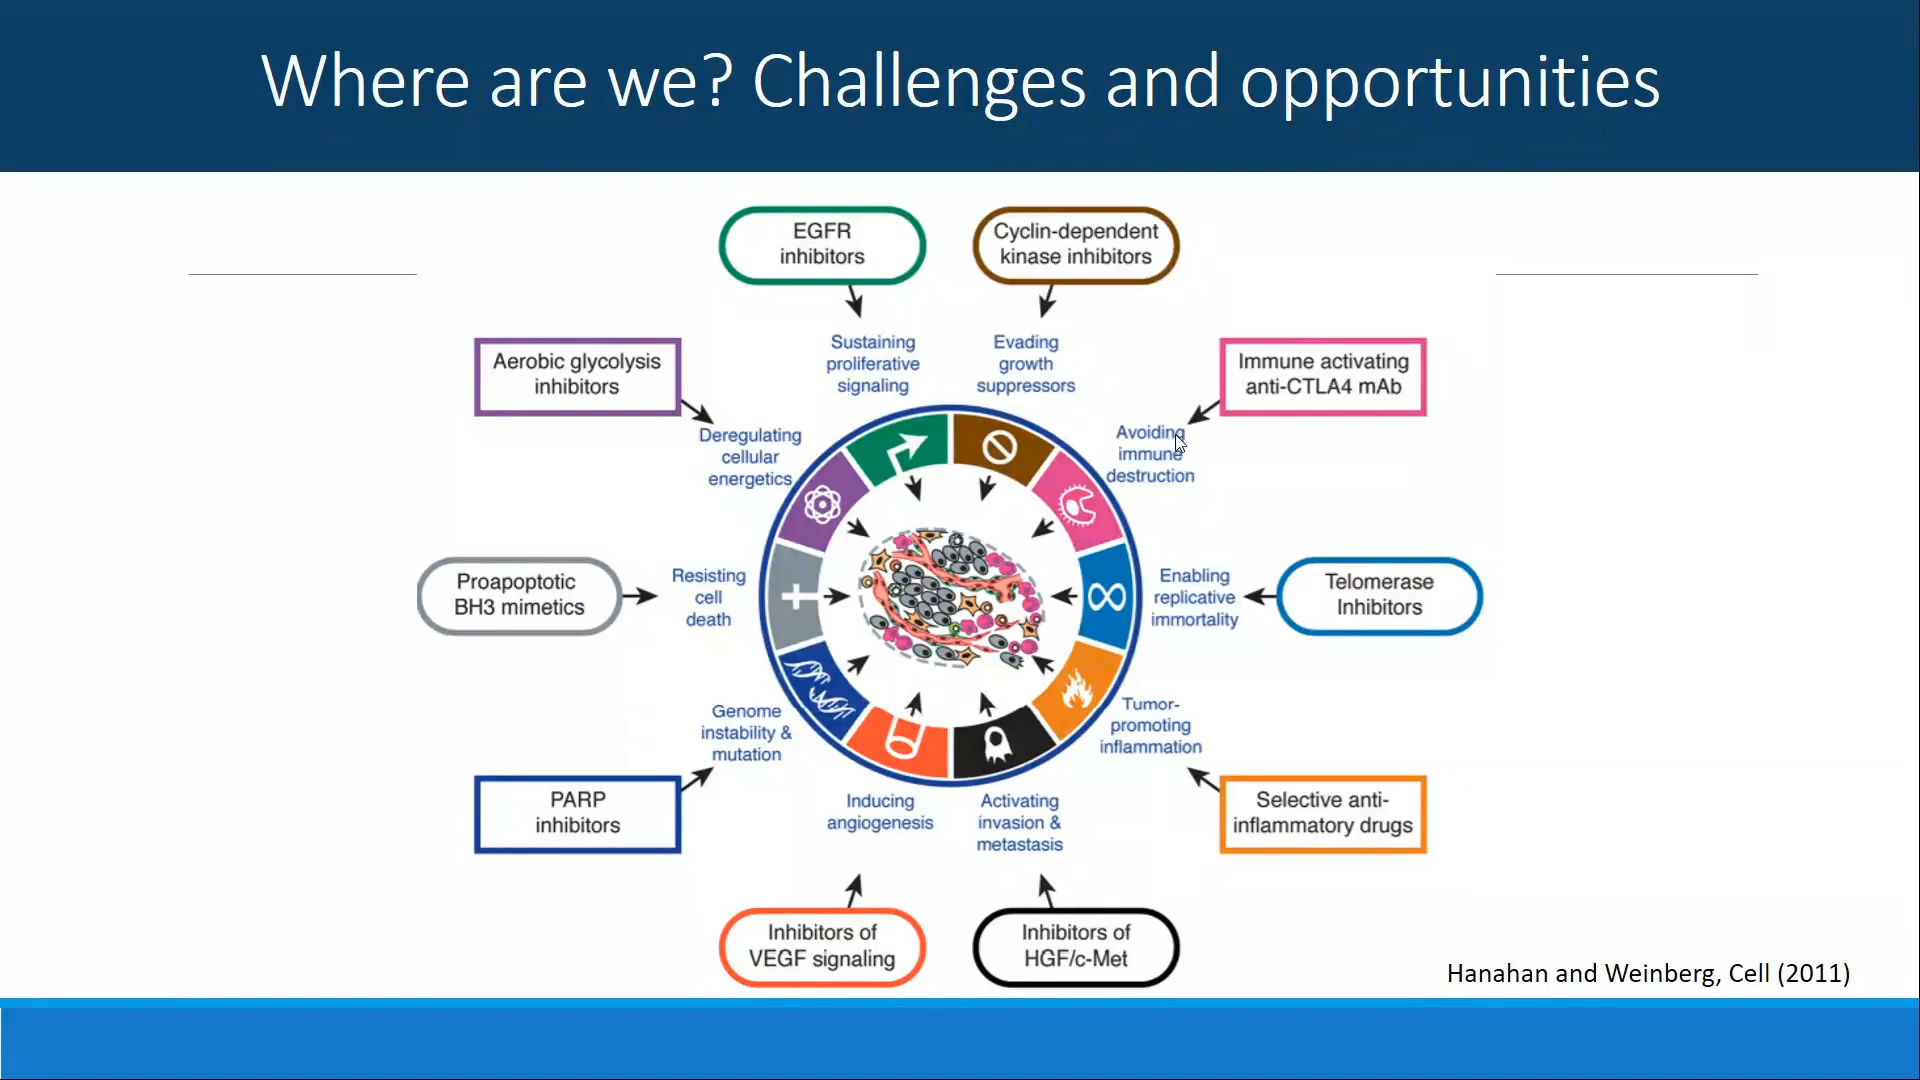 Where are we? Challenges and opportunities
EGFR
inhibitors
Cyclin-dependent
kinase inhibitors
Aerobic glycolysis
inhibitors
Sustaining
proliferative
signaling
Evading
growth
suppressors
Immune activating
anti-CTLA4 mAb
Deregulating
cellular
energetics
Avoiding
immune
destruction
Proapoptotic
BH3 mimetics
Resisting
cell
death
Enabling
replicative
immortality
Telomerase
Inhibitors
Genome
instability &
mutation
Tumor-
promoting
inflammation
PARP
inhibitors
Inducing
angiogenesis
Activating
invasion &
metastasis
Selective anti-
inflammatory drugs
Inhibitors of
VEGF signaling
Inhibitors of
HGF/c-Met
Hanahan and Weinberg, Cell (2011)